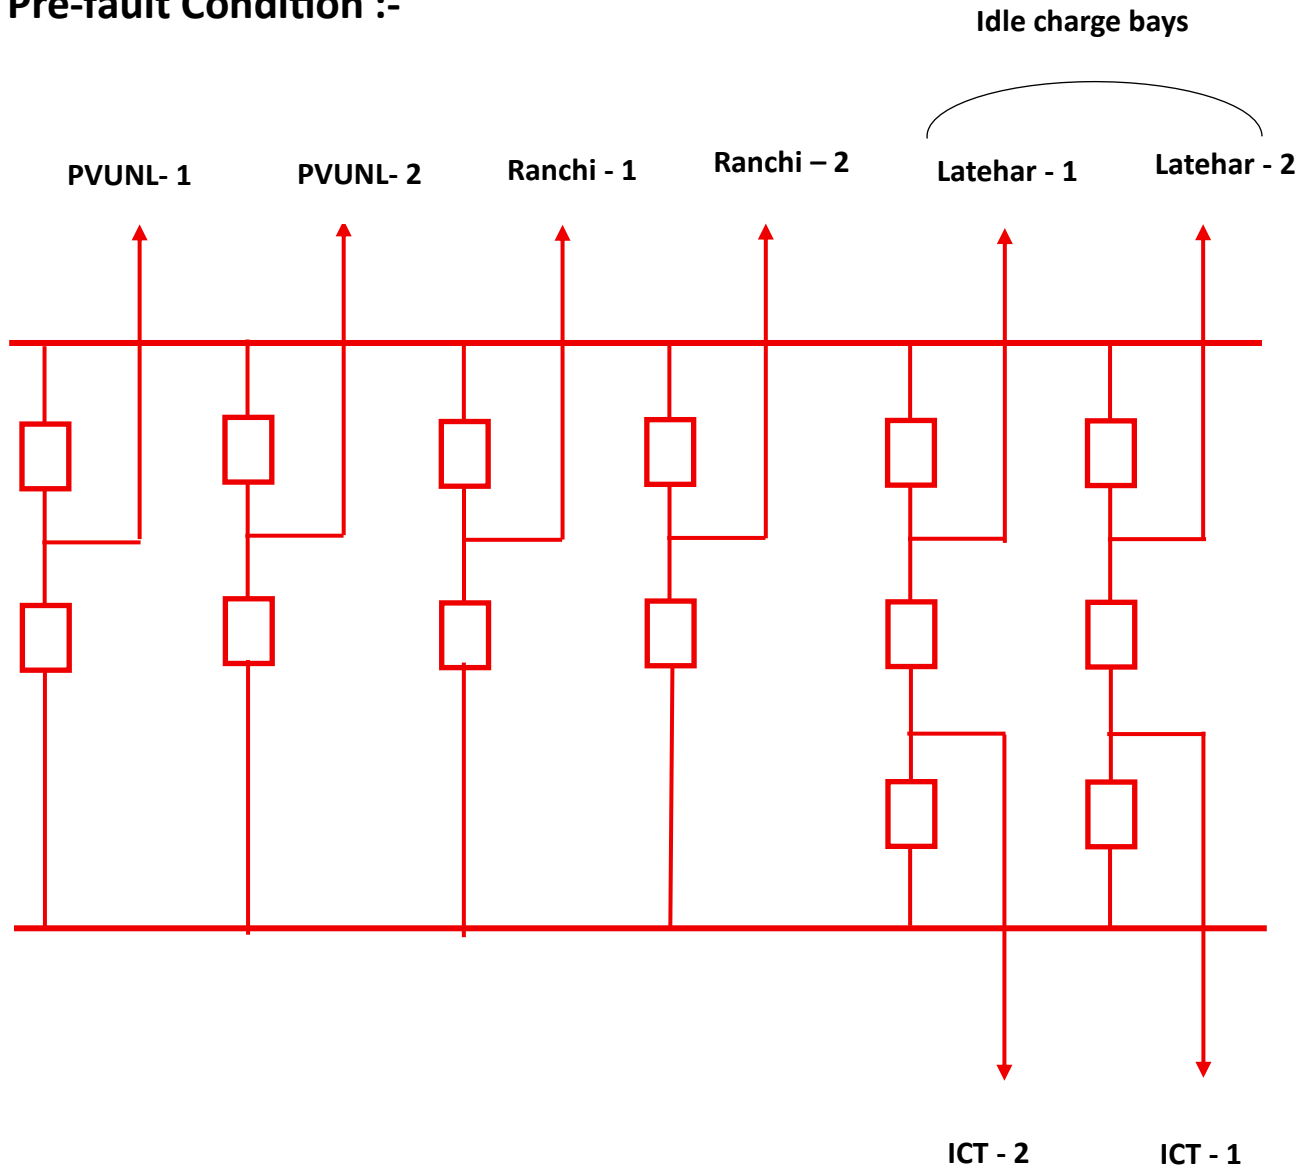 Pre-fault Condition :-
Idle charge bays
PVUNL- 1
PVUNL- 2
Ranchi - 1
Ranchi – 2
Latehar - 1
Latehar - 2
ICT - 2
ICT - 1